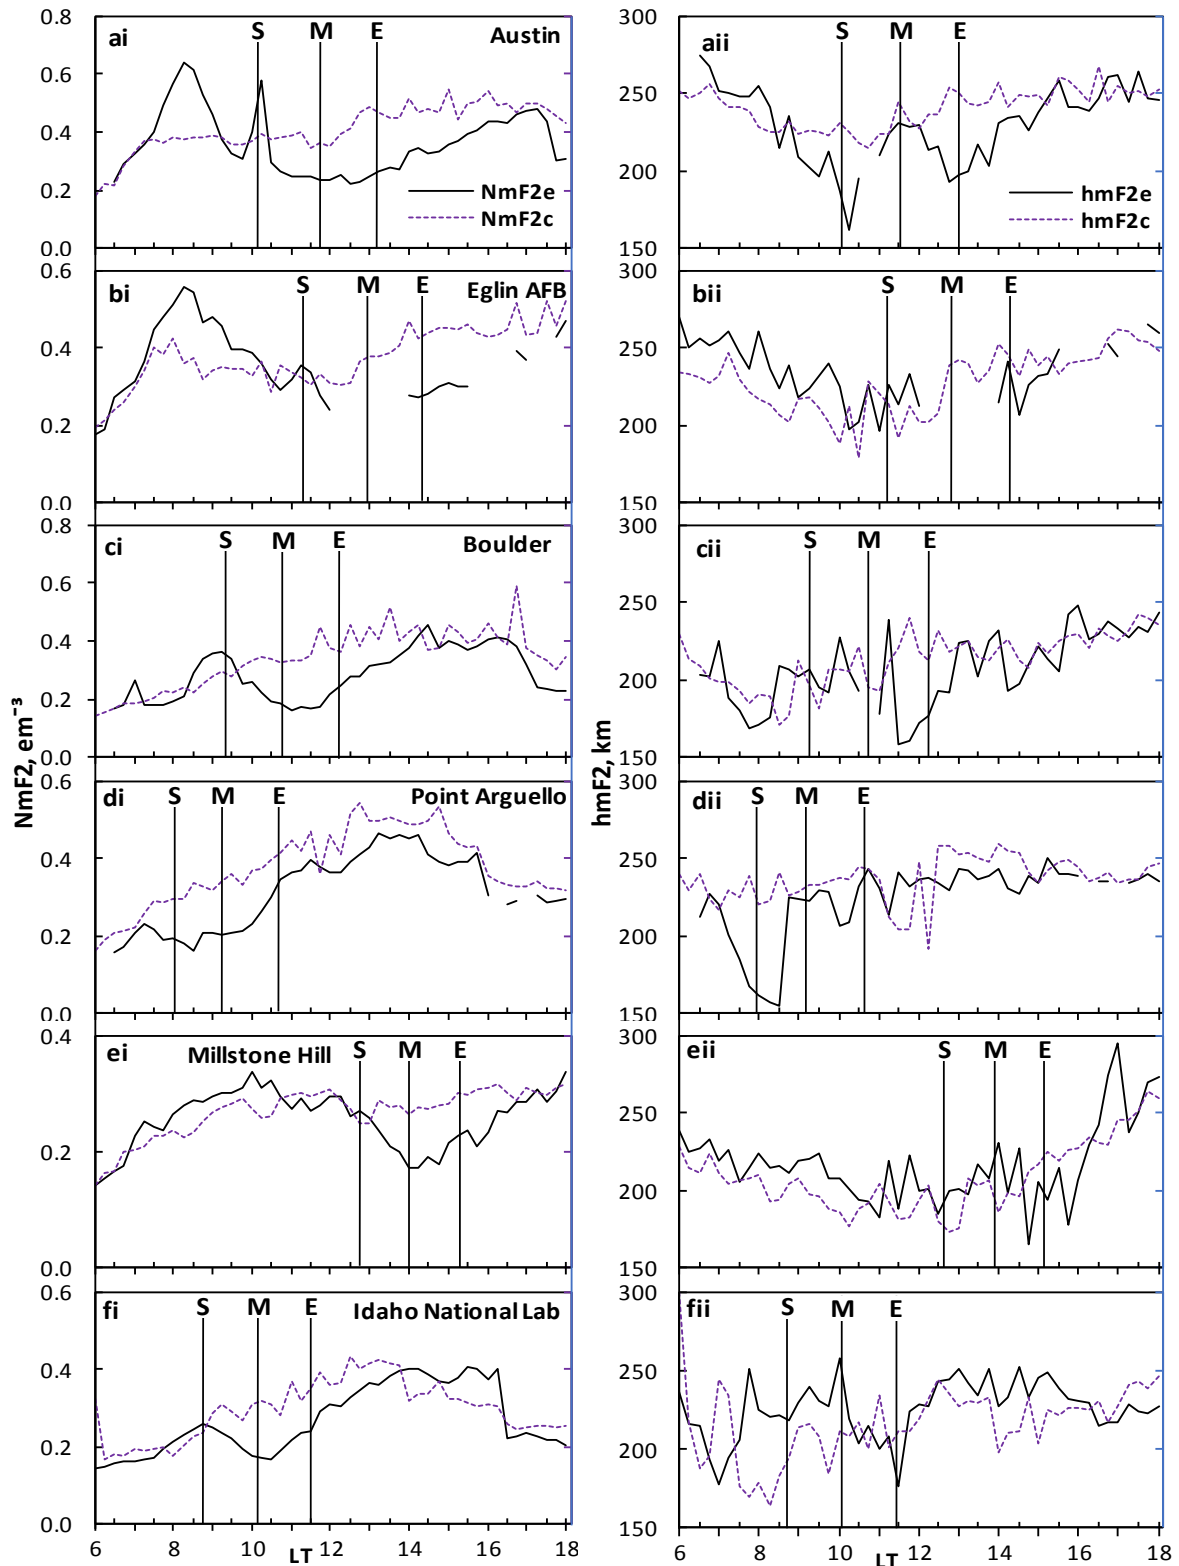 0.8
ai
S
M
E
Austin
0.6
0.4
0.2
0.0
NmF2e
NmF2c
300
aii
S
M
E
250
200
150
hmF2e
hmF2c
0.6
bi
S
M
E
Eglin AFB
0.4
0.2
0.0
300
bii
S
M
E
250
200
150
0.8
ci
S
M
E
Boulder
0.6
0.4
0.2
0.0
300
cii
S
M
E
250
200
150
NmF2, em⁻³
hmF2, km
0.6
di
S
M
E
Point Arguello
0.4
0.2
0.0
300
dii
S
M
E
250
200
150
0.4
ei
Millstone Hill
S
M
E
0.2
0.0
300
eii
S
M
E
250
200
150
0.6
fi
S
M
E
Idaho National Lab
0.4
0.2
0.0
6 8 10 12 14 16 18
LT
300
fii
S
M
E
250
200
150
6 8 10 12 14 16 18
LT